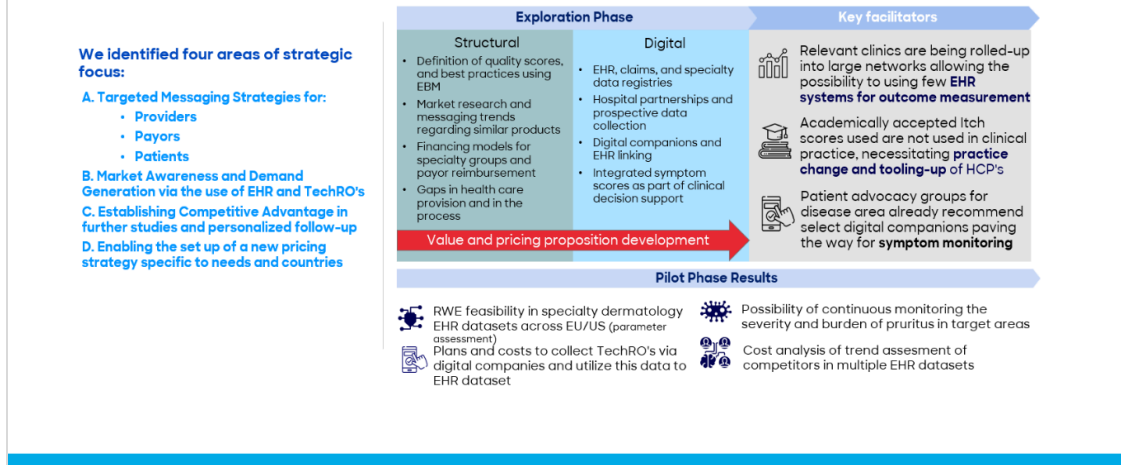 We identified four areas of strategic
focus:
A. Targeted Messaging Strategies for:
• Providers
• Payors
• Patients
B. Market Awareness and Demand
Generation via the use of EHR and TechRO's
C. Establishing Competitive Advantage in
further studies and personalized follow-up
D. Enabling the set up of a new pricing
strategy specific to needs and countries
Exploration Phase
Structural
• Definition of quality scores,
and best practices using
EBM
• Market research and
messaging trends
regarding similar products
• Financing models for
specialty groups and
payor reimbursement
• Gaps in health care
provision and in the
process
Digital
• EHR, claims, and specialty
data registries
• Hospital partnerships and
prospective data
collection
• Digital companions and
EHR linking
• Integrated symptom
scores as part of clinical
decision support
Value and pricing proposition development
Key facilitators
Relevant clinics are being rolled-up
into large networks allowing the
possibility to using few EHR
systems for outcome measurement
Academically accepted Itch
scores used are not used in clinical
practice, necessitating practice
change and tooling-up of HCP's
Patient advocacy groups for
disease area already recommend
select digital companions paving
the way for symptom monitoring
Pilot Phase Results
RWE feasibility in specialty dermatology
EHR datasets across EU/US (parameter
assessment)
Plans and costs to collect TechRO's via
digital companies and utilize this data to
EHR dataset
Possibility of continuous monitoring the
severity and burden of pruritus in target areas
Cost analysis of trend assesment of
competitors in multiple EHR datasets